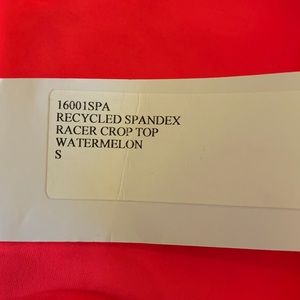 16001SPA
RECYCLED SPANDEX
RACER CROP TOP
WATERMELON
S